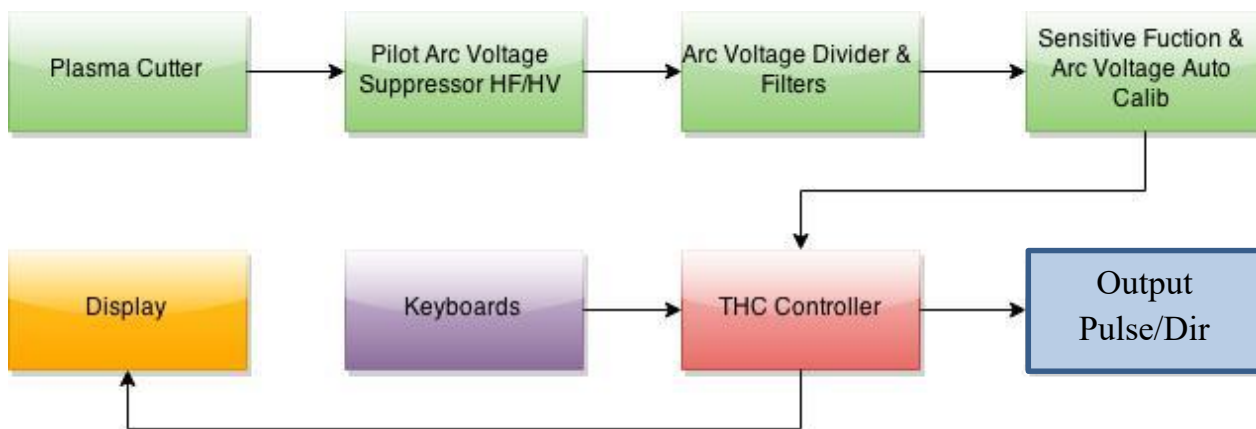 Plasma Cutter
Pilot Arc Voltage
Suppressor HF/HV
Arc Voltage Divider &
Filters
Sensitive Fuction &
Arc Voltage Auto
Calib
Display
Keyboards
THC Controller
Output
Pulse/Dir